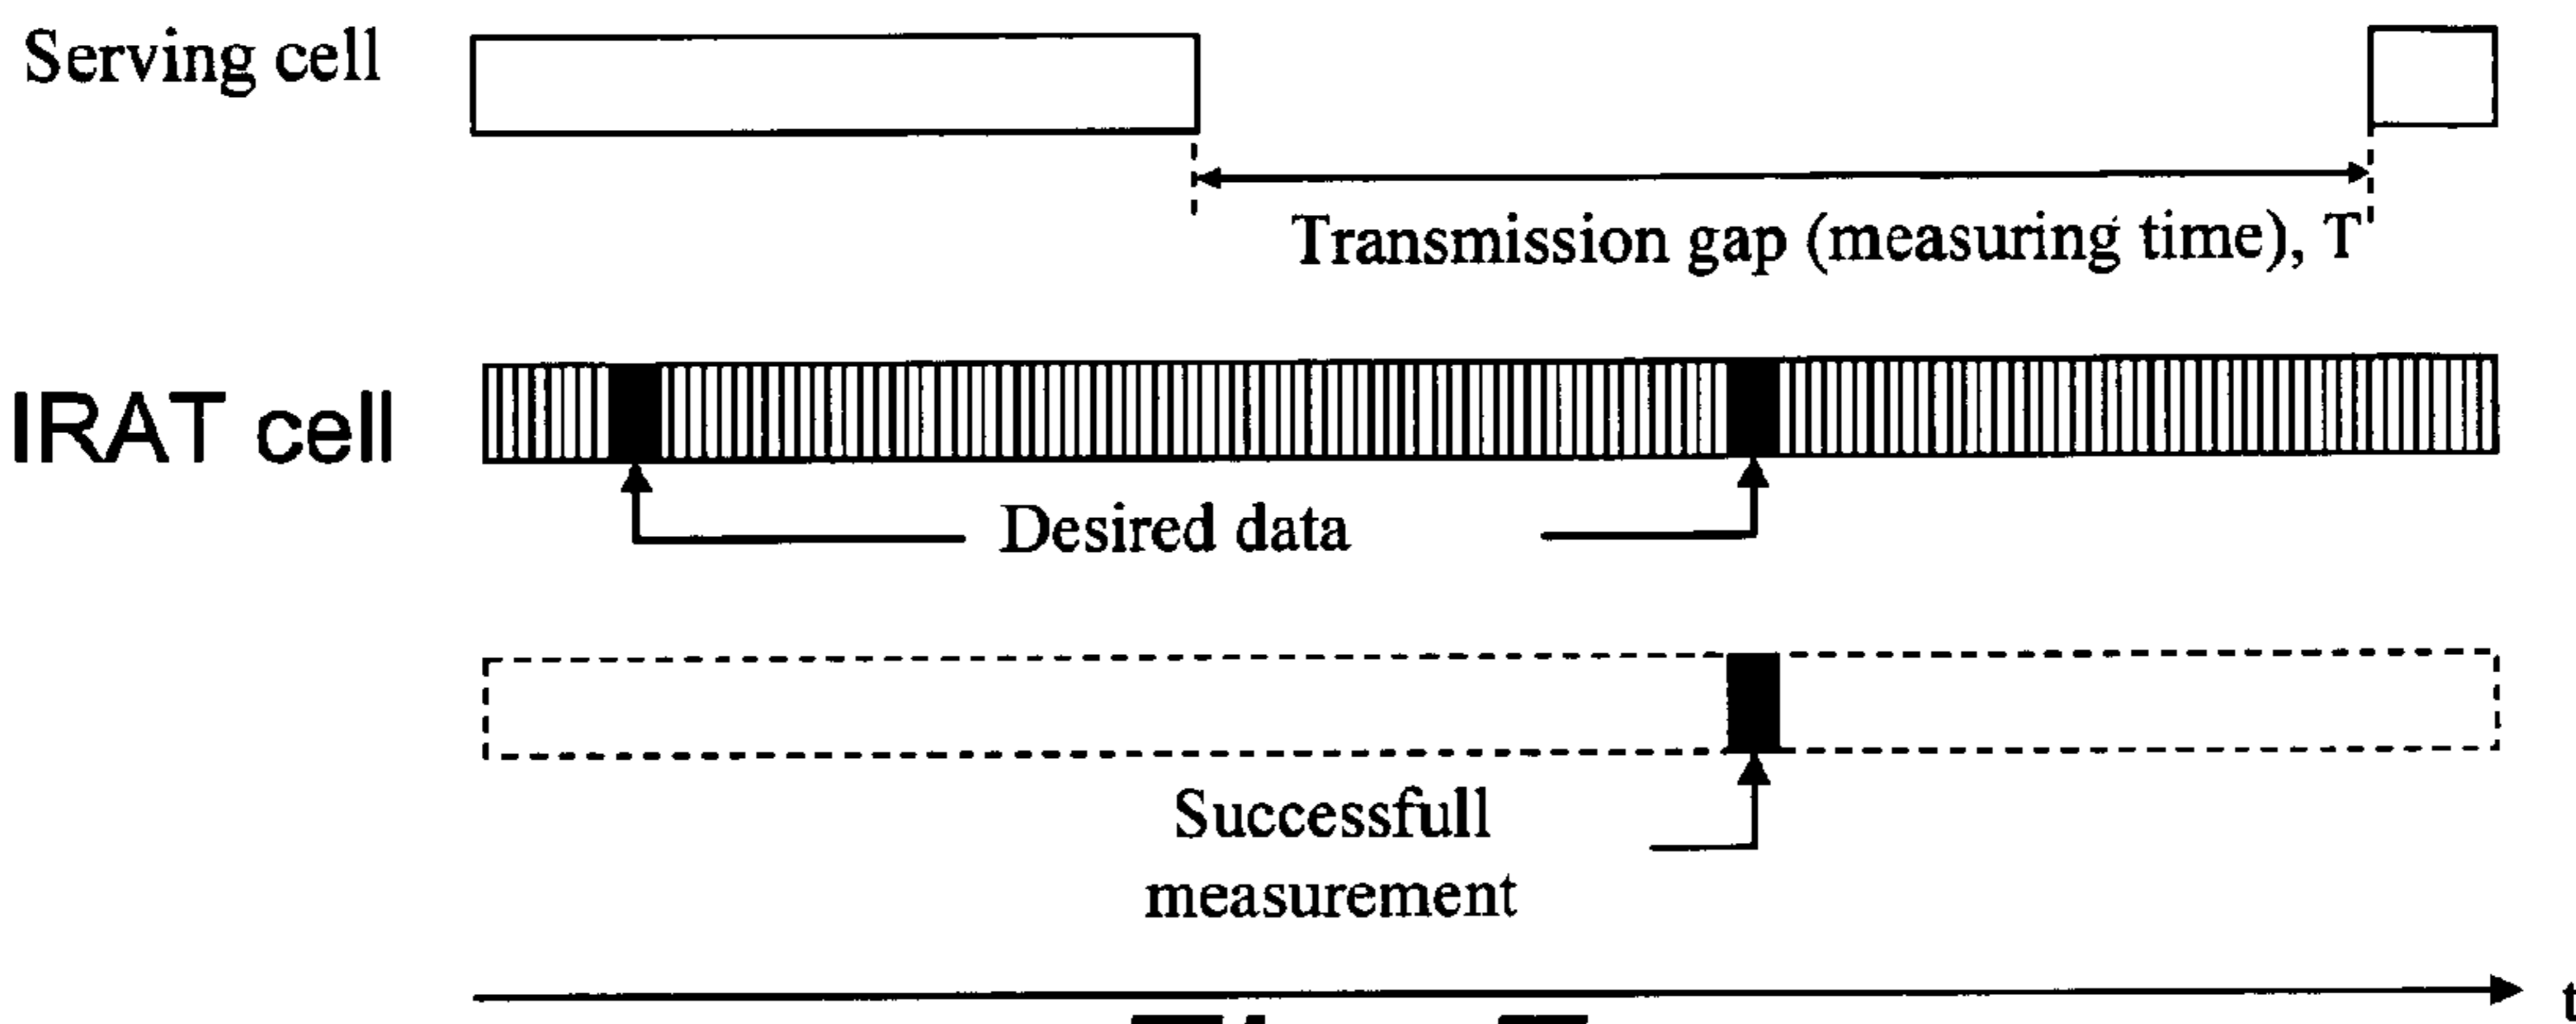 Serving cell
Transmission gap (measuring time), T
IRAT cell
Desired data
Successfull
measurement
t